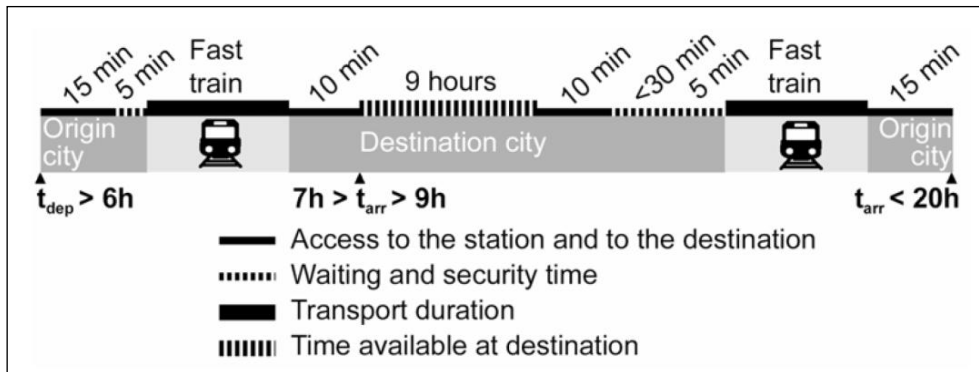 15 min
5 min
Fast
train
10 min
9 hours
10 min
<30 min
5 min
Fast
train
15 min
Origin
city
Destination city
Origin
city
t_dep > 6h
7h > t_arr > 9h
t_arr < 20h
Access to the station and to the destination
Waiting and security time
Transport duration
Time available at destination